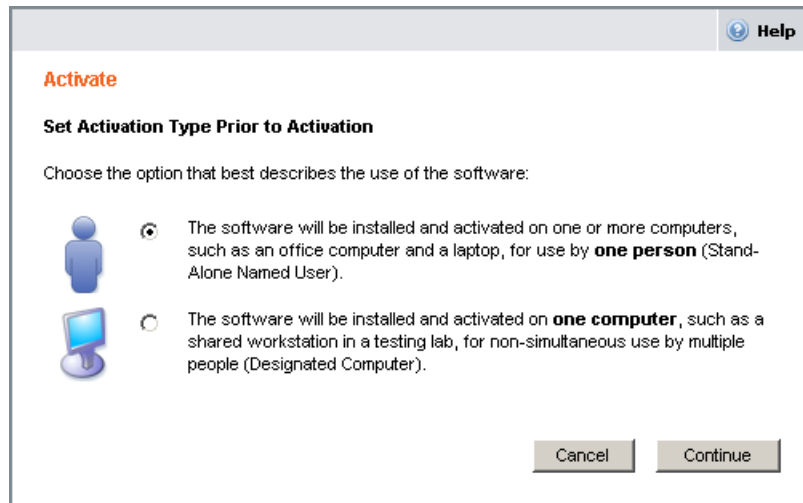 Help
Activate
Set Activation Type Prior to Activation
Choose the option that best describes the use of the software:
The software will be installed and activated on one or more computers,
such as an office computer and a laptop, for use by one person (Stand-
Alone Named User).
The software will be installed and activated on one computer, such as a
shared workstation in a testing lab, for non-simultaneous use by multiple
people (Designated Computer).
Cancel Continue